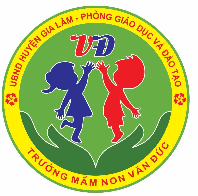 UBND HUYỆN GIA LÂM - PHÒNG GIÁO DỤC VÀ ĐÀO TẠO
VĐ
TRƯỜNG MẦM NON VĂN ĐỨC